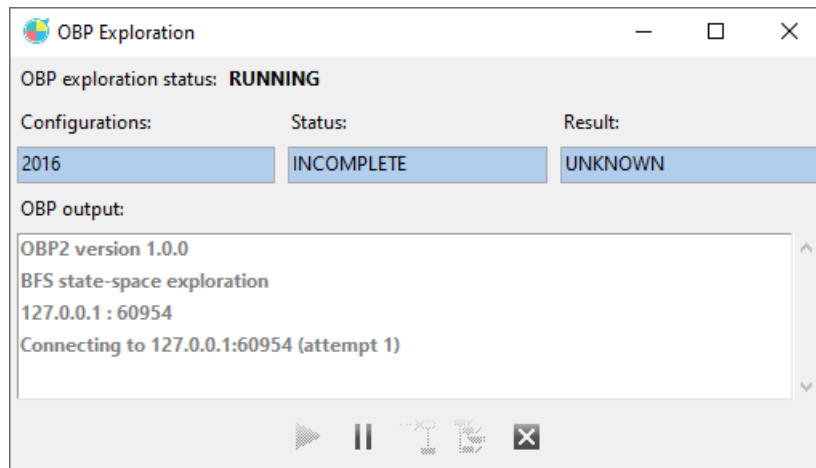 OBP Exploration
OBP exploration status: RUNNING
Configurations: Status: Result:
2016 INCOMPLETE UNKNOWN
OBP output:
OBP2 version 1.0.0
BFS state-space exploration
127.0.0.1 : 60954
Connecting to 127.0.0.1:60954 (attempt 1)